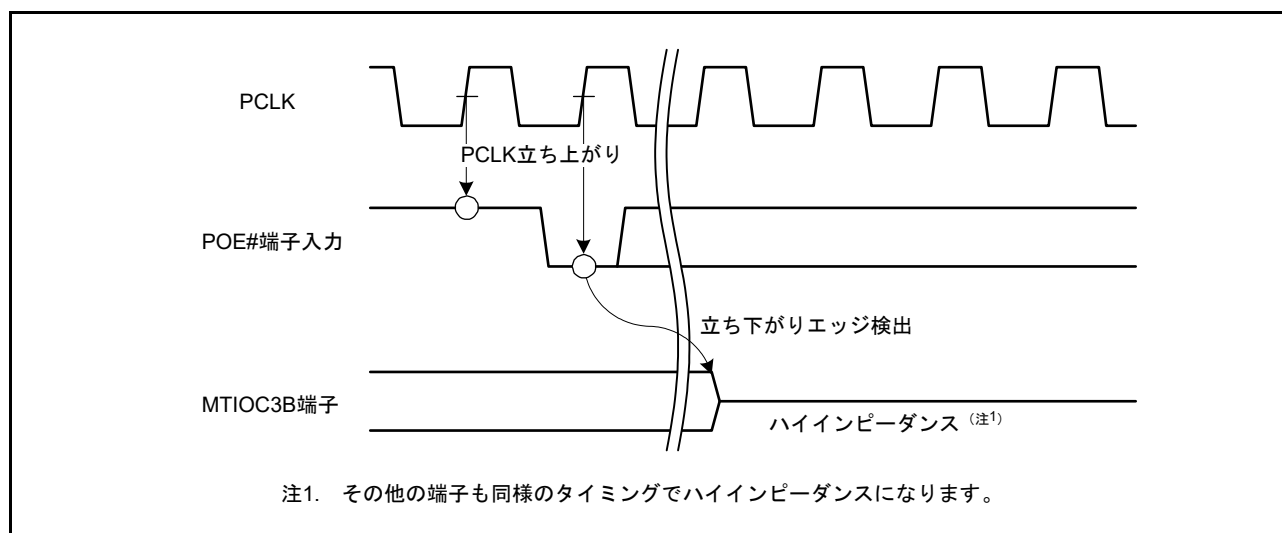 PCLK
PCLK立ち上がり
POE#端子入力
立ち下がりエッジ検出
MTIOC3B端子
ハイインピーダンス（注1）
注1. その他の端子も同様のタイミングでハイインピーダンスになります。